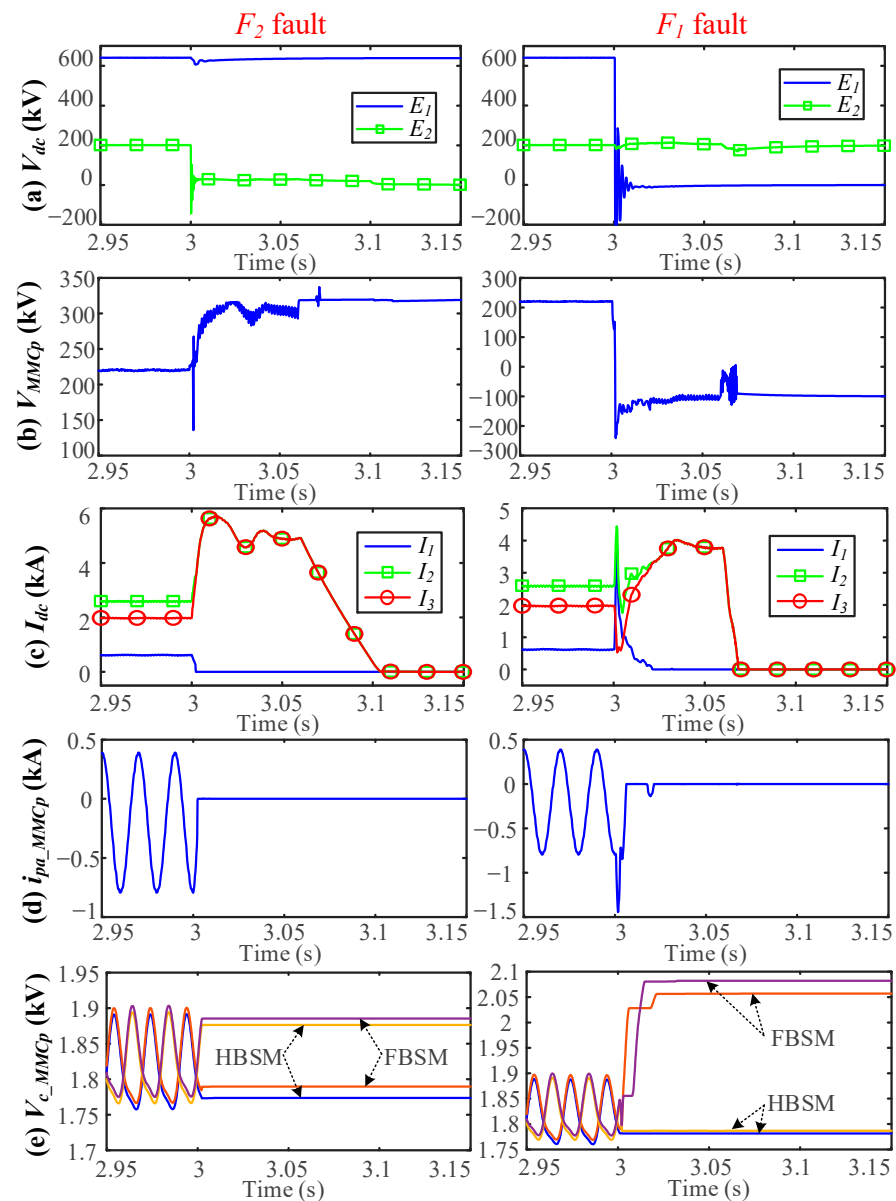 F2 fault
F1 fault
(a) Vdc (kV)
600
400
200
0
−200
E1
E2
2.95 3 3.05 3.1 3.15
Time (s)
600
400
200
0
−200
E1
E2
2.95 3 3.05 3.1 3.15
Time (s)
(b) VMMCp (kV)
350
300
250
200
150
100
2.95 3 3.05 3.1 3.15
Time (s)
300
200
100
0
−100
−200
−300
2.95 3 3.05 3.1 3.15
Time (s)
(c) Idc (kA)
6
4
2
0
I1
I2
I3
2.95 3 3.05 3.1 3.15
Time (s)
5
4
3
2
1
0
I1
I2
I3
2.95 3 3.05 3.1 3.15
Time (s)
(d) ipa_MMCp (kA)
0.5
0
−0.5
−1
2.95 3 3.05 3.1 3.15
Time (s)
0.5
0
−0.5
−1
−1.5
2.95 3 3.05 3.1 3.15
Time (s)
(e) Vc_MMCp (kV)
1.95
1.9
1.85
1.8
1.75
1.7
HBSM
FBSM
2.95 3 3.05 3.1 3.15
Time (s)
2.1
2.05
2
1.95
1.9
1.85
1.8
1.75
FBSM
HBSM
2.95 3 3.05 3.1 3.15
Time (s)